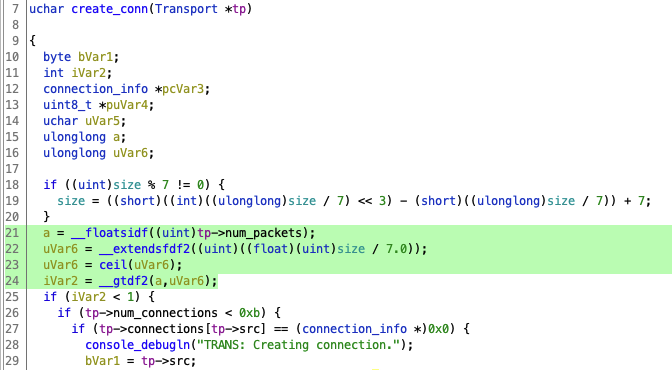 7 uchar create_conn(Transport *tp)
8
9 {
10 byte bVar1;
11 int iVar2;
12 connection_info *pcVar3;
13 uint8_t *puVar4;
14 uchar uVar5;
15 ulonglong a;
16 ulonglong uVar6;
17
18 if ((uint)size % 7 != 0) {
19 size = ((short)((int)((ulonglong)size / 7) << 3) - (short)((ulonglong)size / 7)) + 7;
20 }
21 a = __floatsidf((uint)tp->num_packets);
22 uVar6 = __extendsfdf2((uint)((float)(uint)size / 7.0));
23 uVar6 = ceil(uVar6);
24 iVar2 = __gtdf2(a,uVar6);
25 if (iVar2 < 1) {
26 if (tp->num_connections < 0xb) {
27 if (tp->connections[tp->src] == (connection_info *)0x0) {
28 console_debugln("TRANS: Creating connection.");
29 bVar1 = tp->src;